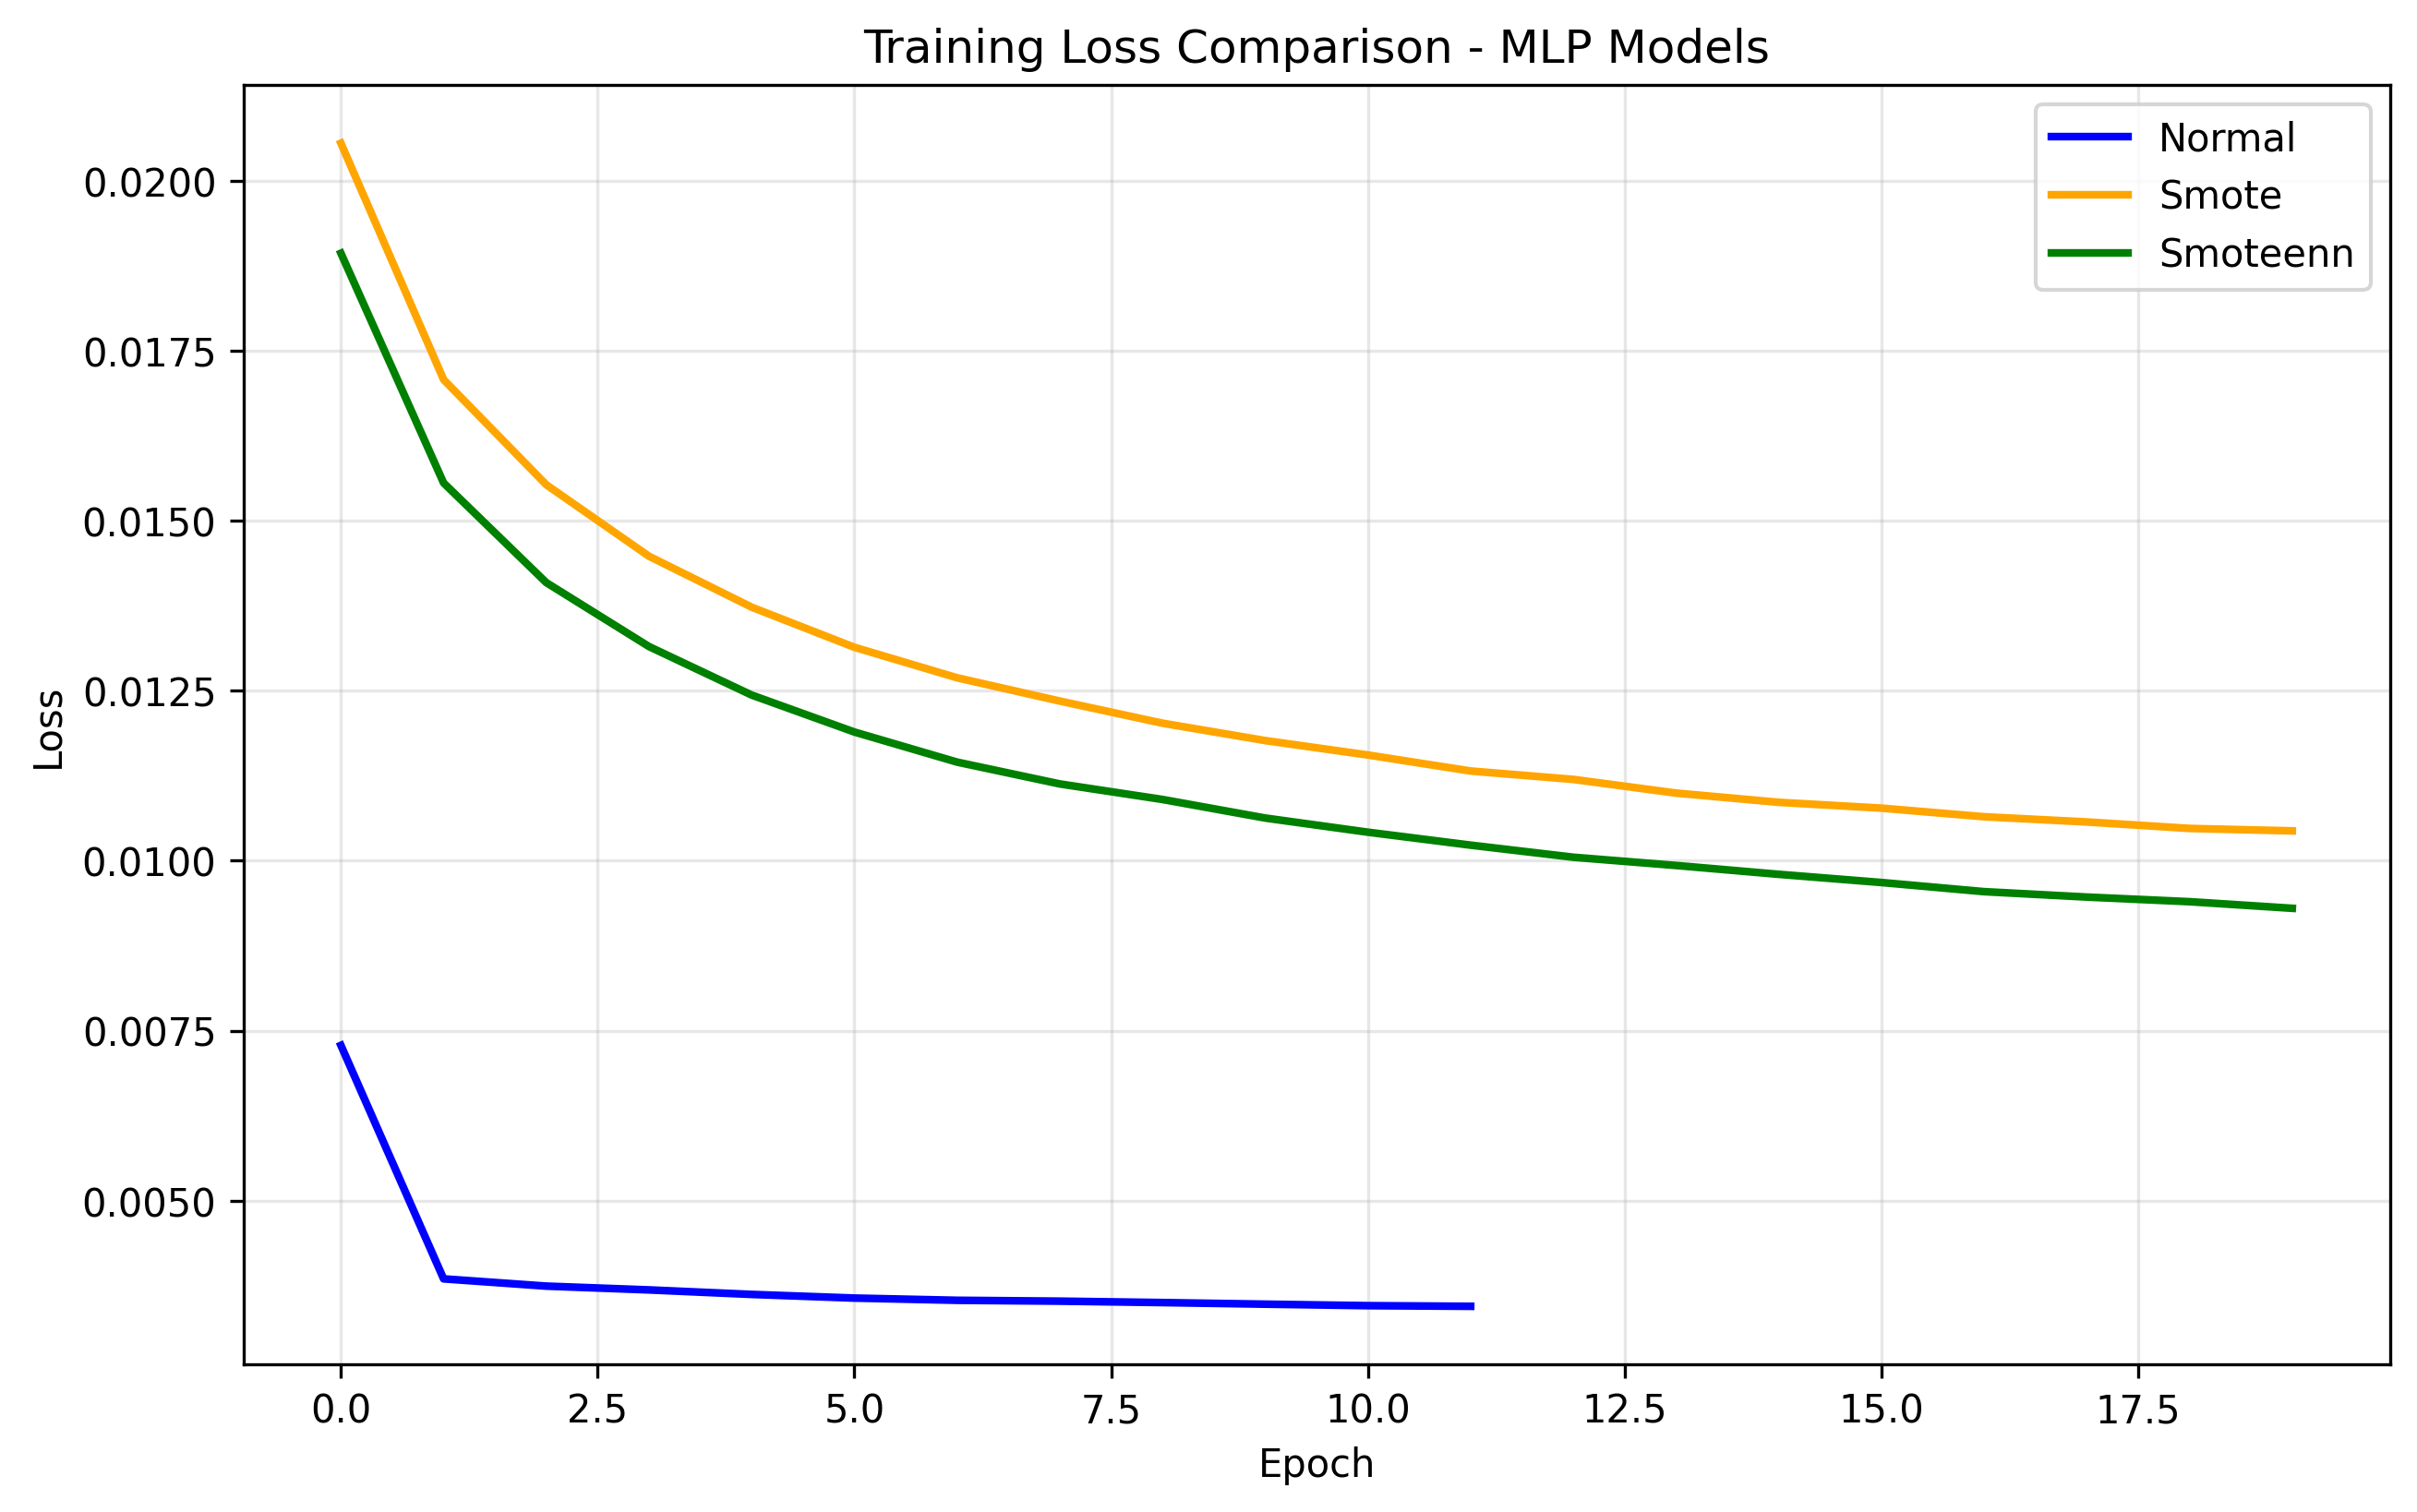 Training Loss Comparison - MLP Models
Normal
Smote
Smoteenn
0.0200
0.0175
0.0150
0.0125
0.0100
0.0075
0.0050
Loss
0.0 2.5 5.0 7.5 10.0 12.5 15.0 17.5
Epoch